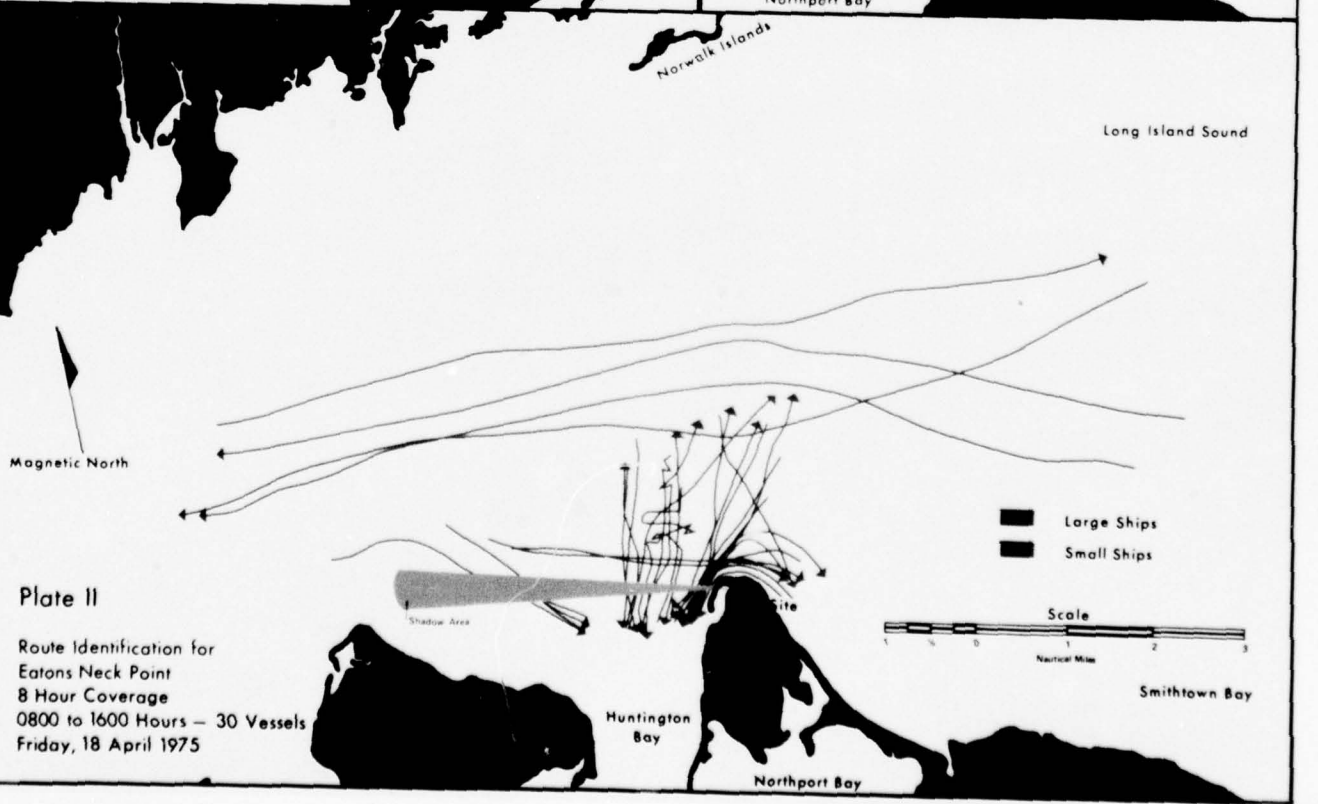 Northport Bay
Norwalk Islands
Long Island Sound
Magnetic North
Large Ships
Small Ships
Plate II
Shadow Area
Site
Scale
1 ½ 0 1 2 3
Nautical Miles
Route Identification for
Eatons Neck Point
8 Hour Coverage
0800 to 1600 Hours — 30 Vessels
Friday, 18 April 1975
Smithtown Bay
Huntington
Bay
Northport Bay